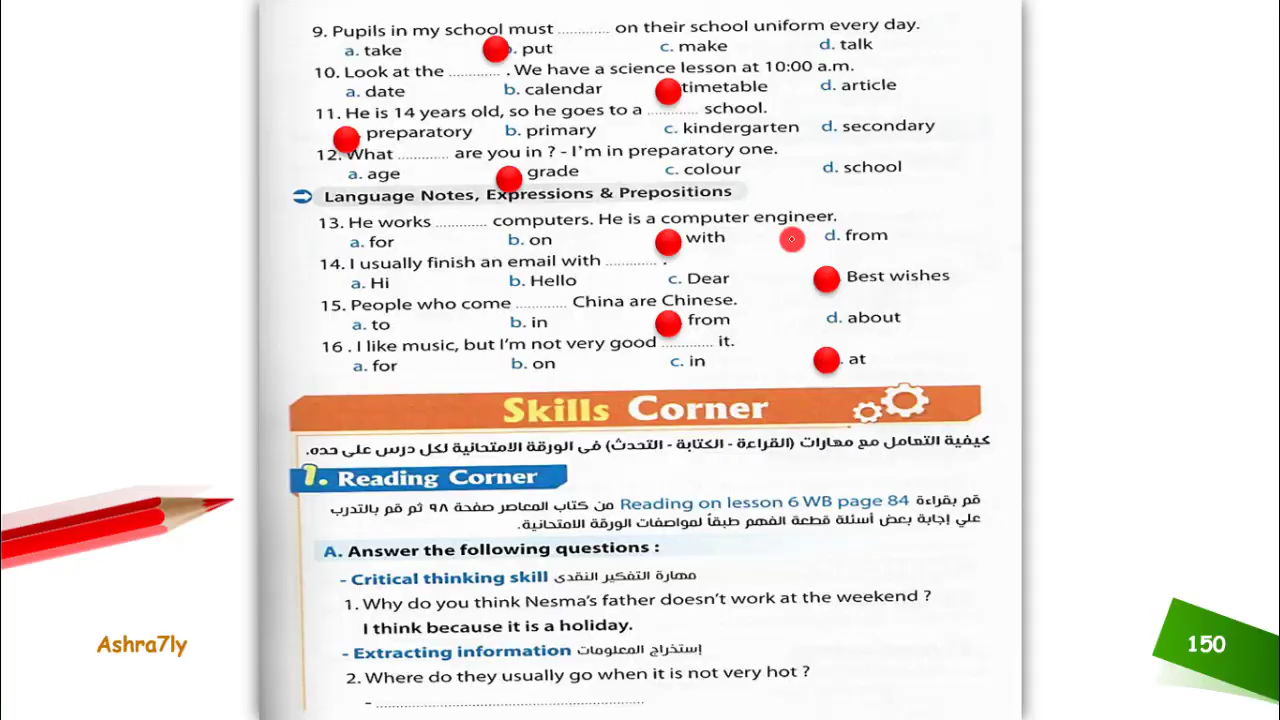 9. Pupils in my school must ............ on their school uniform every day.
a. take . put c. make d. talk
10. Look at the ............ . We have a science lesson at 10:00 a.m.
a. date b. calendar timetable d. article
11. He is 14 years old, so he goes to a ............ school.
. preparatory b. primary c. kindergarten d. secondary
12. What ............ are you in ? - I'm in preparatory one.
a. age grade c. colour d. school
Language Notes, Expressions & Prepositions
13. He works ............ computers. He is a computer engineer.
a. for b. on with d. from
14. I usually finish an email with ............ .
a. Hi b. Hello c. Dear Best wishes
15. People who come ............ China are Chinese.
a. to b. in from d. about
16 . I like music, but I'm not very good ............ it.
a. for b. on c. in . at
Skills Corner
كيفية التعامل مع مهارات (القراءة - الكتابة - التحدث) فى الورقة الامتحانية لكل درس على حده.
1. Reading Corner
قم بقراءة Reading on lesson 6 WB page 84 من كتاب المعاصر صفحة ٩٨ ثم قم بالتدرب
علي إجابة بعض أسئلة قطعة الفهم طبقاً لمواصفات الورقة الامتحانية.
A. Answer the following questions :
- Critical thinking skill مهارة التفكير النقدى
1. Why do you think Nesma's father doesn't work at the weekend ?
I think because it is a holiday.
- Extracting information إستخراج المعلومات
2. Where do they usually go when it is not very hot ?
- ............................................................
Ashra7ly
150